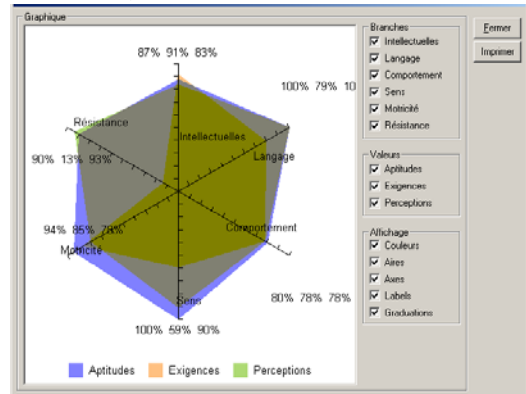 Graphique
87% 91% 83%
100% 79% 10
Résistance
Intellectuelles
Langage
90% 13% 93%
94% 85% 78%
Motricité
Comportement
Sens
80% 78% 78%
100% 59% 90%
Aptitudes Exigences Perceptions
Branches
Intellectuelles
Langage
Comportement
Sens
Motricité
Résistance
Valeurs
Aptitudes
Exigences
Perceptions
Affichage
Couleurs
Aires
Axes
Labels
Graduations
Fermer
Imprimer